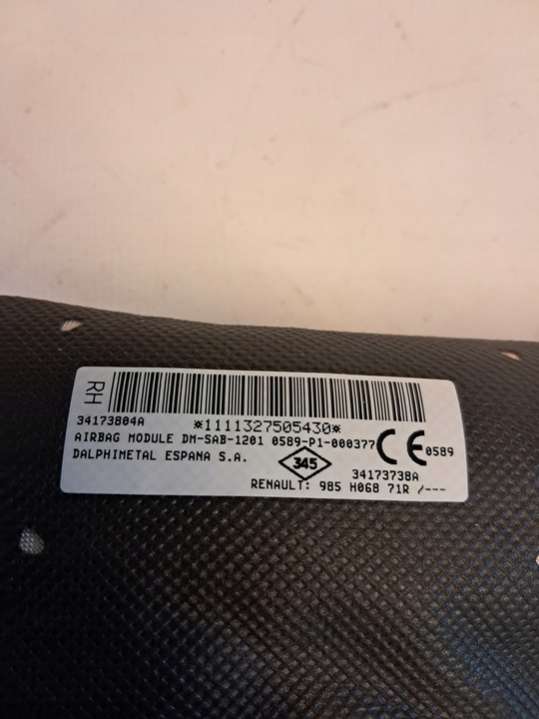 RH
34173804A
*1111327505430*
AIRBAG MODULE DM-SAB-1201 0589-P1-000377 CE 0589
DALPHIMETAL ESPANA S.A.
345
34173738A
RENAULT: 985 H068 71R /---